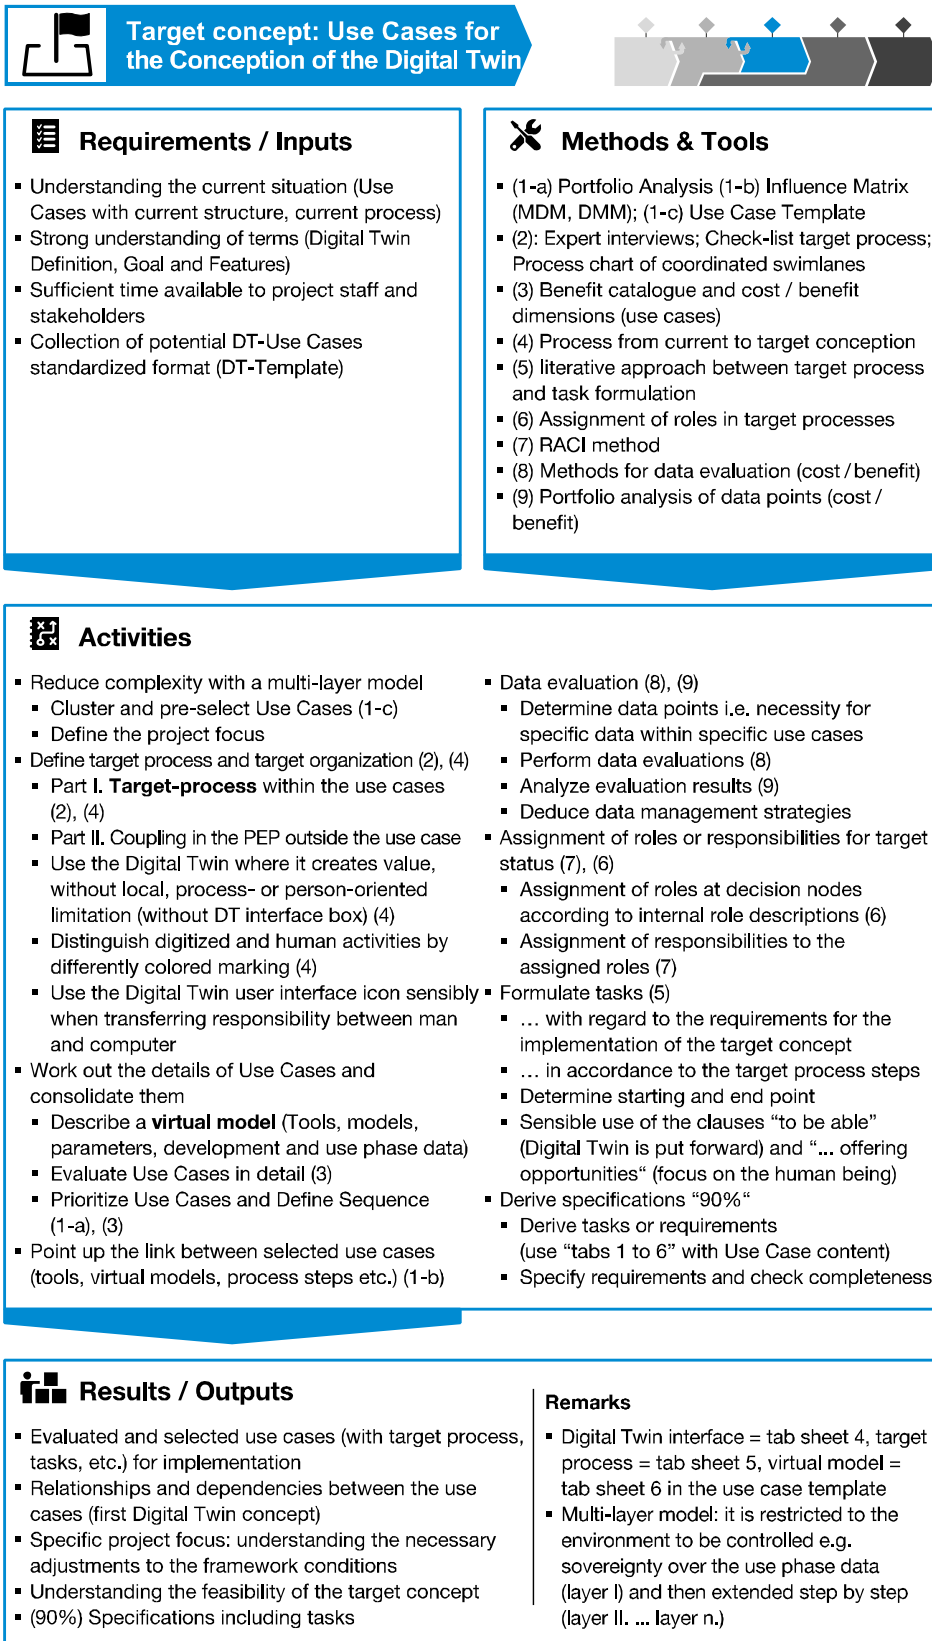 Target concept: Use Cases for
the Conception of the Digital Twin
Requirements / Inputs
▪ Understanding the current situation (Use
Cases with current structure, current process)
▪ Strong understanding of terms (Digital Twin
Definition, Goal and Features)
▪ Sufficient time available to project staff and
stakeholders
▪ Collection of potential DT-Use Cases
standardized format (DT-Template)
Methods & Tools
▪ (1-a) Portfolio Analysis (1-b) Influence Matrix
(MDM, DMM); (1-c) Use Case Template
▪ (2): Expert interviews; Check-list target process;
Process chart of coordinated swimlanes
▪ (3) Benefit catalogue and cost / benefit
dimensions (use cases)
▪ (4) Process from current to target conception
▪ (5) literative approach between target process
and task formulation
▪ (6) Assignment of roles in target processes
▪ (7) RACI method
▪ (8) Methods for data evaluation (cost / benefit)
▪ (9) Portfolio analysis of data points (cost /
benefit)
Activities
▪ Reduce complexity with a multi-layer model
▪ Cluster and pre-select Use Cases (1-c)
▪ Define the project focus
▪ Define target process and target organization (2), (4)
▪ Part I. Target-process within the use cases
(2), (4)
▪ Part II. Coupling in the PEP outside the use case
▪ Use the Digital Twin where it creates value,
without local, process- or person-oriented
limitation (without DT interface box) (4)
▪ Distinguish digitized and human activities by
differently colored marking (4)
▪ Use the Digital Twin user interface icon sensibly
when transferring responsibility between man
and computer
▪ Work out the details of Use Cases and
consolidate them
▪ Describe a virtual model (Tools, models,
parameters, development and use phase data)
▪ Evaluate Use Cases in detail (3)
▪ Prioritize Use Cases and Define Sequence
(1-a), (3)
▪ Point up the link between selected use cases
(tools, virtual models, process steps etc.) (1-b)
▪ Data evaluation (8), (9)
▪ Determine data points i.e. necessity for
specific data within specific use cases
▪ Perform data evaluations (8)
▪ Analyze evaluation results (9)
▪ Deduce data management strategies
▪ Assignment of roles or responsibilities for target
status (7), (6)
▪ Assignment of roles at decision nodes
according to internal role descriptions (6)
▪ Assignment of responsibilities to the
assigned roles (7)
▪ Formulate tasks (5)
▪ ... with regard to the requirements for the
implementation of the target concept
▪ ... in accordance to the target process steps
▪ Determine starting and end point
▪ Sensible use of the clauses “to be able”
(Digital Twin is put forward) and “... offering
opportunities“ (focus on the human being)
▪ Derive specifications “90%“
▪ Derive tasks or requirements
(use “tabs 1 to 6” with Use Case content)
▪ Specify requirements and check completeness
Results / Outputs
▪ Evaluated and selected use cases (with target process,
tasks, etc.) for implementation
▪ Relationships and dependencies between the use
cases (first Digital Twin concept)
▪ Specific project focus: understanding the necessary
adjustments to the framework conditions
▪ Understanding the feasibility of the target concept
▪ (90%) Specifications including tasks
Remarks
▪ Digital Twin interface = tab sheet 4, target
process = tab sheet 5, virtual model =
tab sheet 6 in the use case template
▪ Multi-layer model: it is restricted to the
environment to be controlled e.g.
sovereignty over the use phase data
(layer I) and then extended step by step
(layer II. ... layer n.)